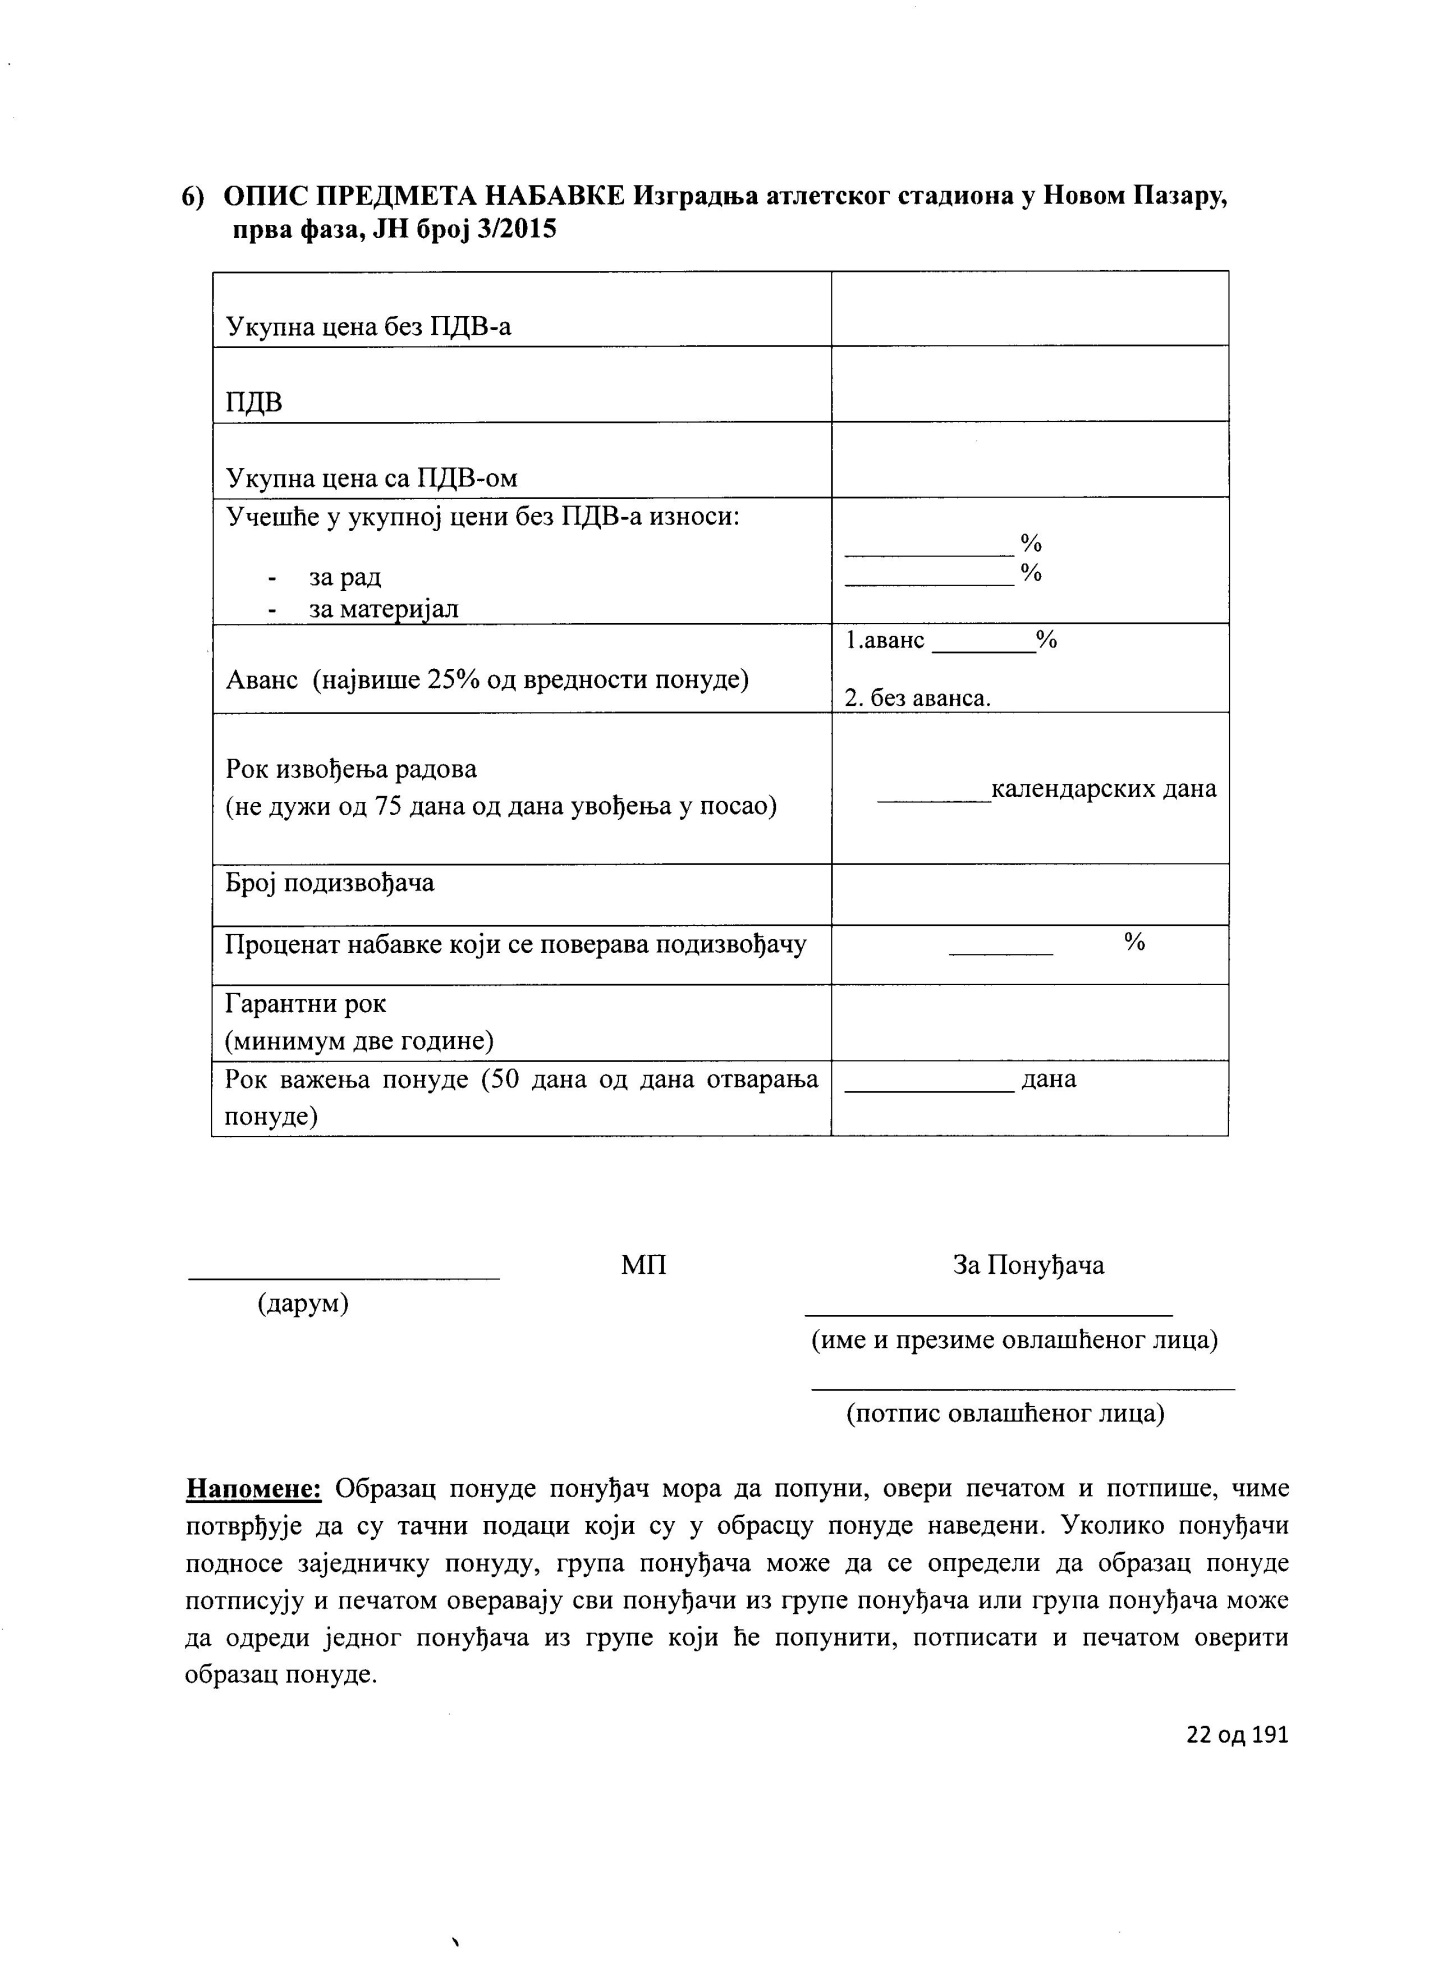 6) ОПИС ПРЕДМЕТА НАБАВКЕ Изградња атлетског стадиона у Новом Пазару,
прва фаза, ЈН број 3/2015
Укупна цена без ПДВ-а
ПДВ
Укупна цена са ПДВ-ом
Учешће у укупној цени без ПДВ-а износи:
____________ %
- за рад
____________ %
- за материјал
1.аванс ________%
Аванс (највише 25% од вредности понуде)
2. без аванса.
Рок извођења радова
(не дужи од 75 дана од дана увођења у посао)
________календарских дана
Број подизвођача
Проценат набавке који се поверава подизвођачу ________ %
Гарантни рок
(минимум две године)
Рок важења понуде (50 дана од дана отварања
понуде)
____________ дана
МП
За Понуђача
(дарум)
(име и презиме овлашћеног лица)
(потпис овлашћеног лица)
Напомене: Образац понуде понуђач мора да попуни, овери печатом и потпише, чиме
потврђује да су тачни подаци који су у обрасцу понуде наведени. Уколико понуђачи
подносе заједничку понуду, група понуђача може да се определи да образац понуде
потписују и печатом оверавају сви понуђачи из групе понуђача или група понуђача може
да одреди једног понуђача из групе који ће попунити, потписати и печатом оверити
образац понуде.
22 од 191